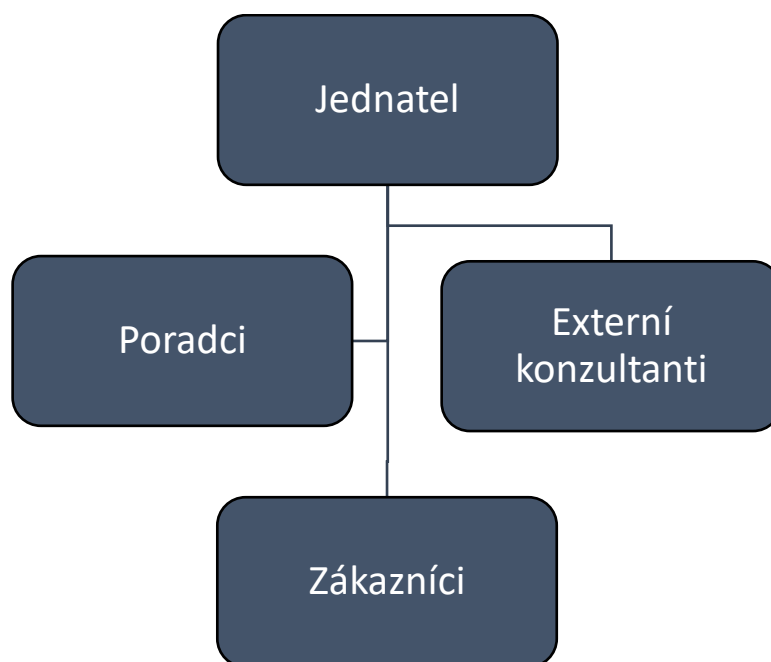 Jednatel
Poradci
Externí
konzultanti
Zákazníci